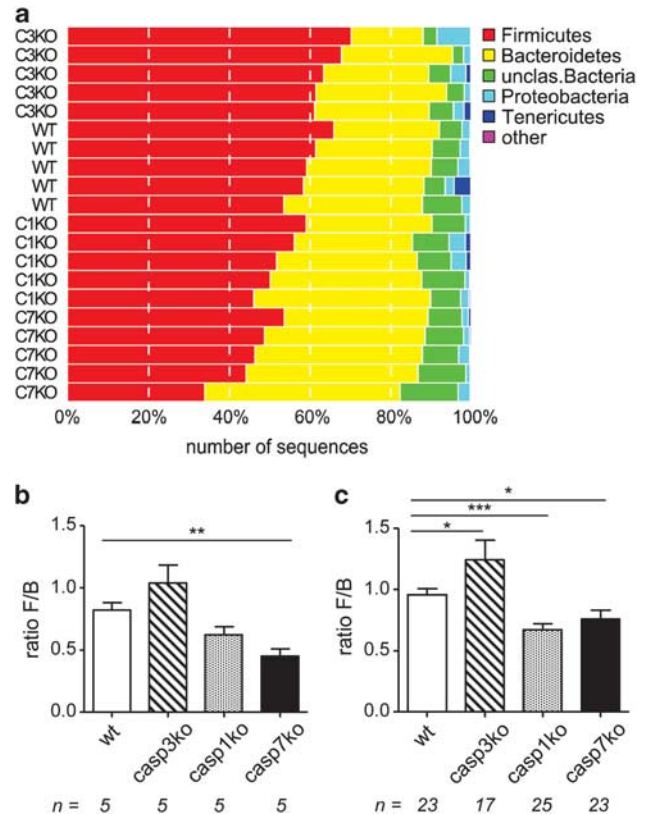 a
C3KO
C3KO
C3KO
C3KO
C3KO
WT
WT
WT
WT
WT
C1KO
C1KO
C1KO
C1KO
C1KO
C7KO
C7KO
C7KO
C7KO
C7KO
0% 20% 40% 60% 80% 100%
number of sequences
Firmicutes
Bacteroidetes
unclas.Bacteria
Proteobacteria
Tenericutes
other
b
ratio F/B
1.5
1.0
0.5
0.0
**
wt casp3ko casp1ko casp7ko
n = 5 5 5 5
c
ratio F/B
1.5
1.0
0.5
0.0
*
***
*
wt casp3ko casp1ko casp7ko
n = 23 17 25 23